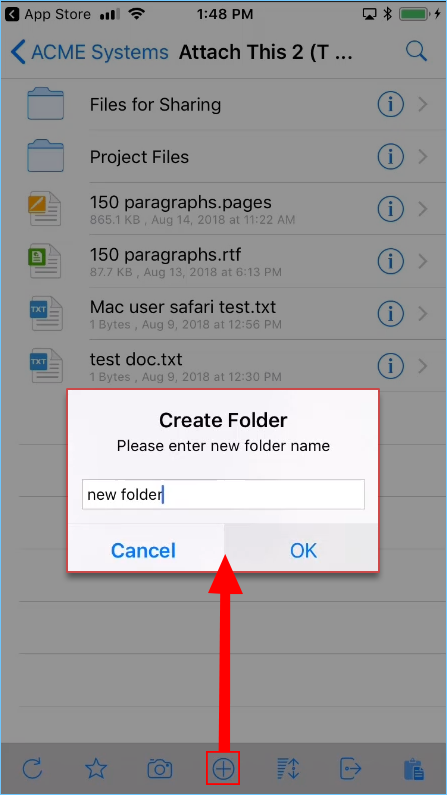 App Store 1:48 PM
ACME Systems Attach This 2 (T ...
Files for Sharing
Project Files
150 paragraphs.pages
865.1 KB , Aug 14, 2018 at 11:22 AM
150 paragraphs.rtf
87.7 KB , Aug 13, 2018 at 6:13 PM
TXT
Mac user safari test.txt
1 Bytes , Aug 9, 2018 at 12:56 PM
TXT
test doc.txt
1 Bytes , Aug 9, 2018 at 12:30 PM
Create Folder
Please enter new folder name
new folder
Cancel OK